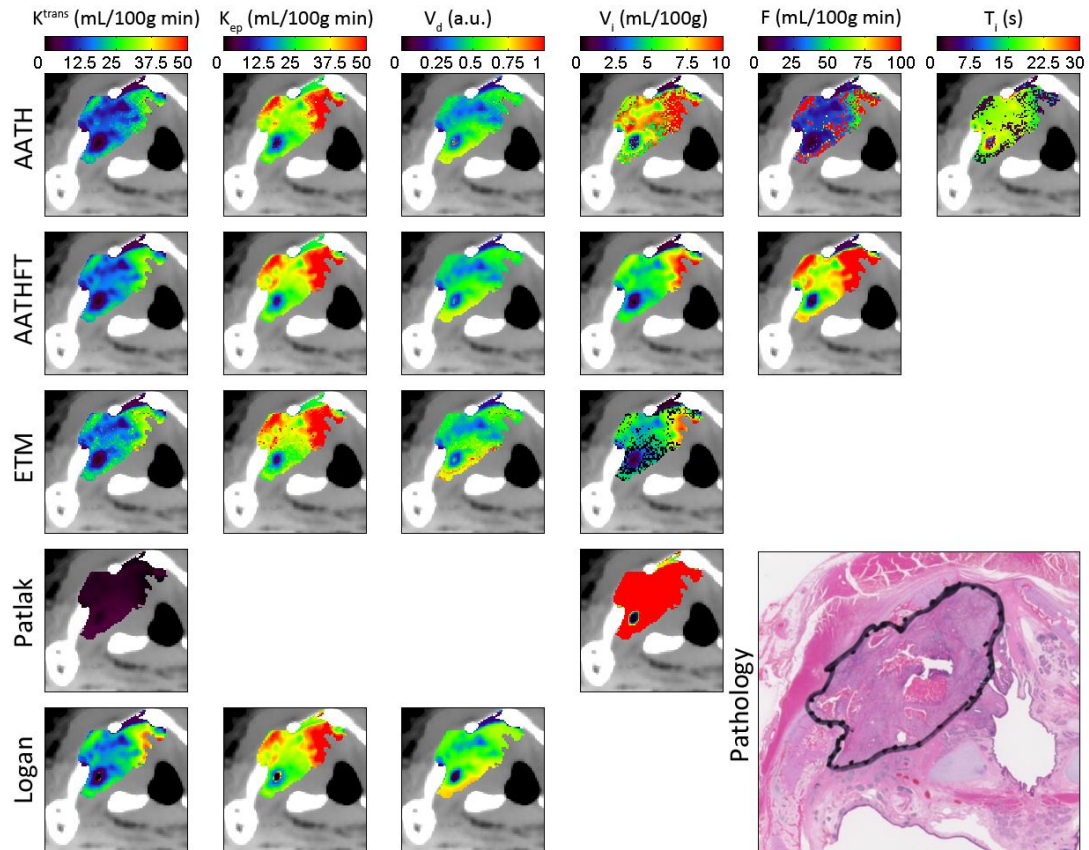 K^trans (mL/100g min) K_ep (mL/100g min) V_d (a.u.) V_i (mL/100g) F (mL/100g min) T_i (s)
0 12.5 25 37.5 50 0 12.5 25 37.5 50 0 0.25 0.5 0.75 1 0 2.5 5 7.5 10 0 25 50 75 100 0 7.5 15 22.5 30
AATH
AATHFT
ETM
Patlak
Logan
Pathology